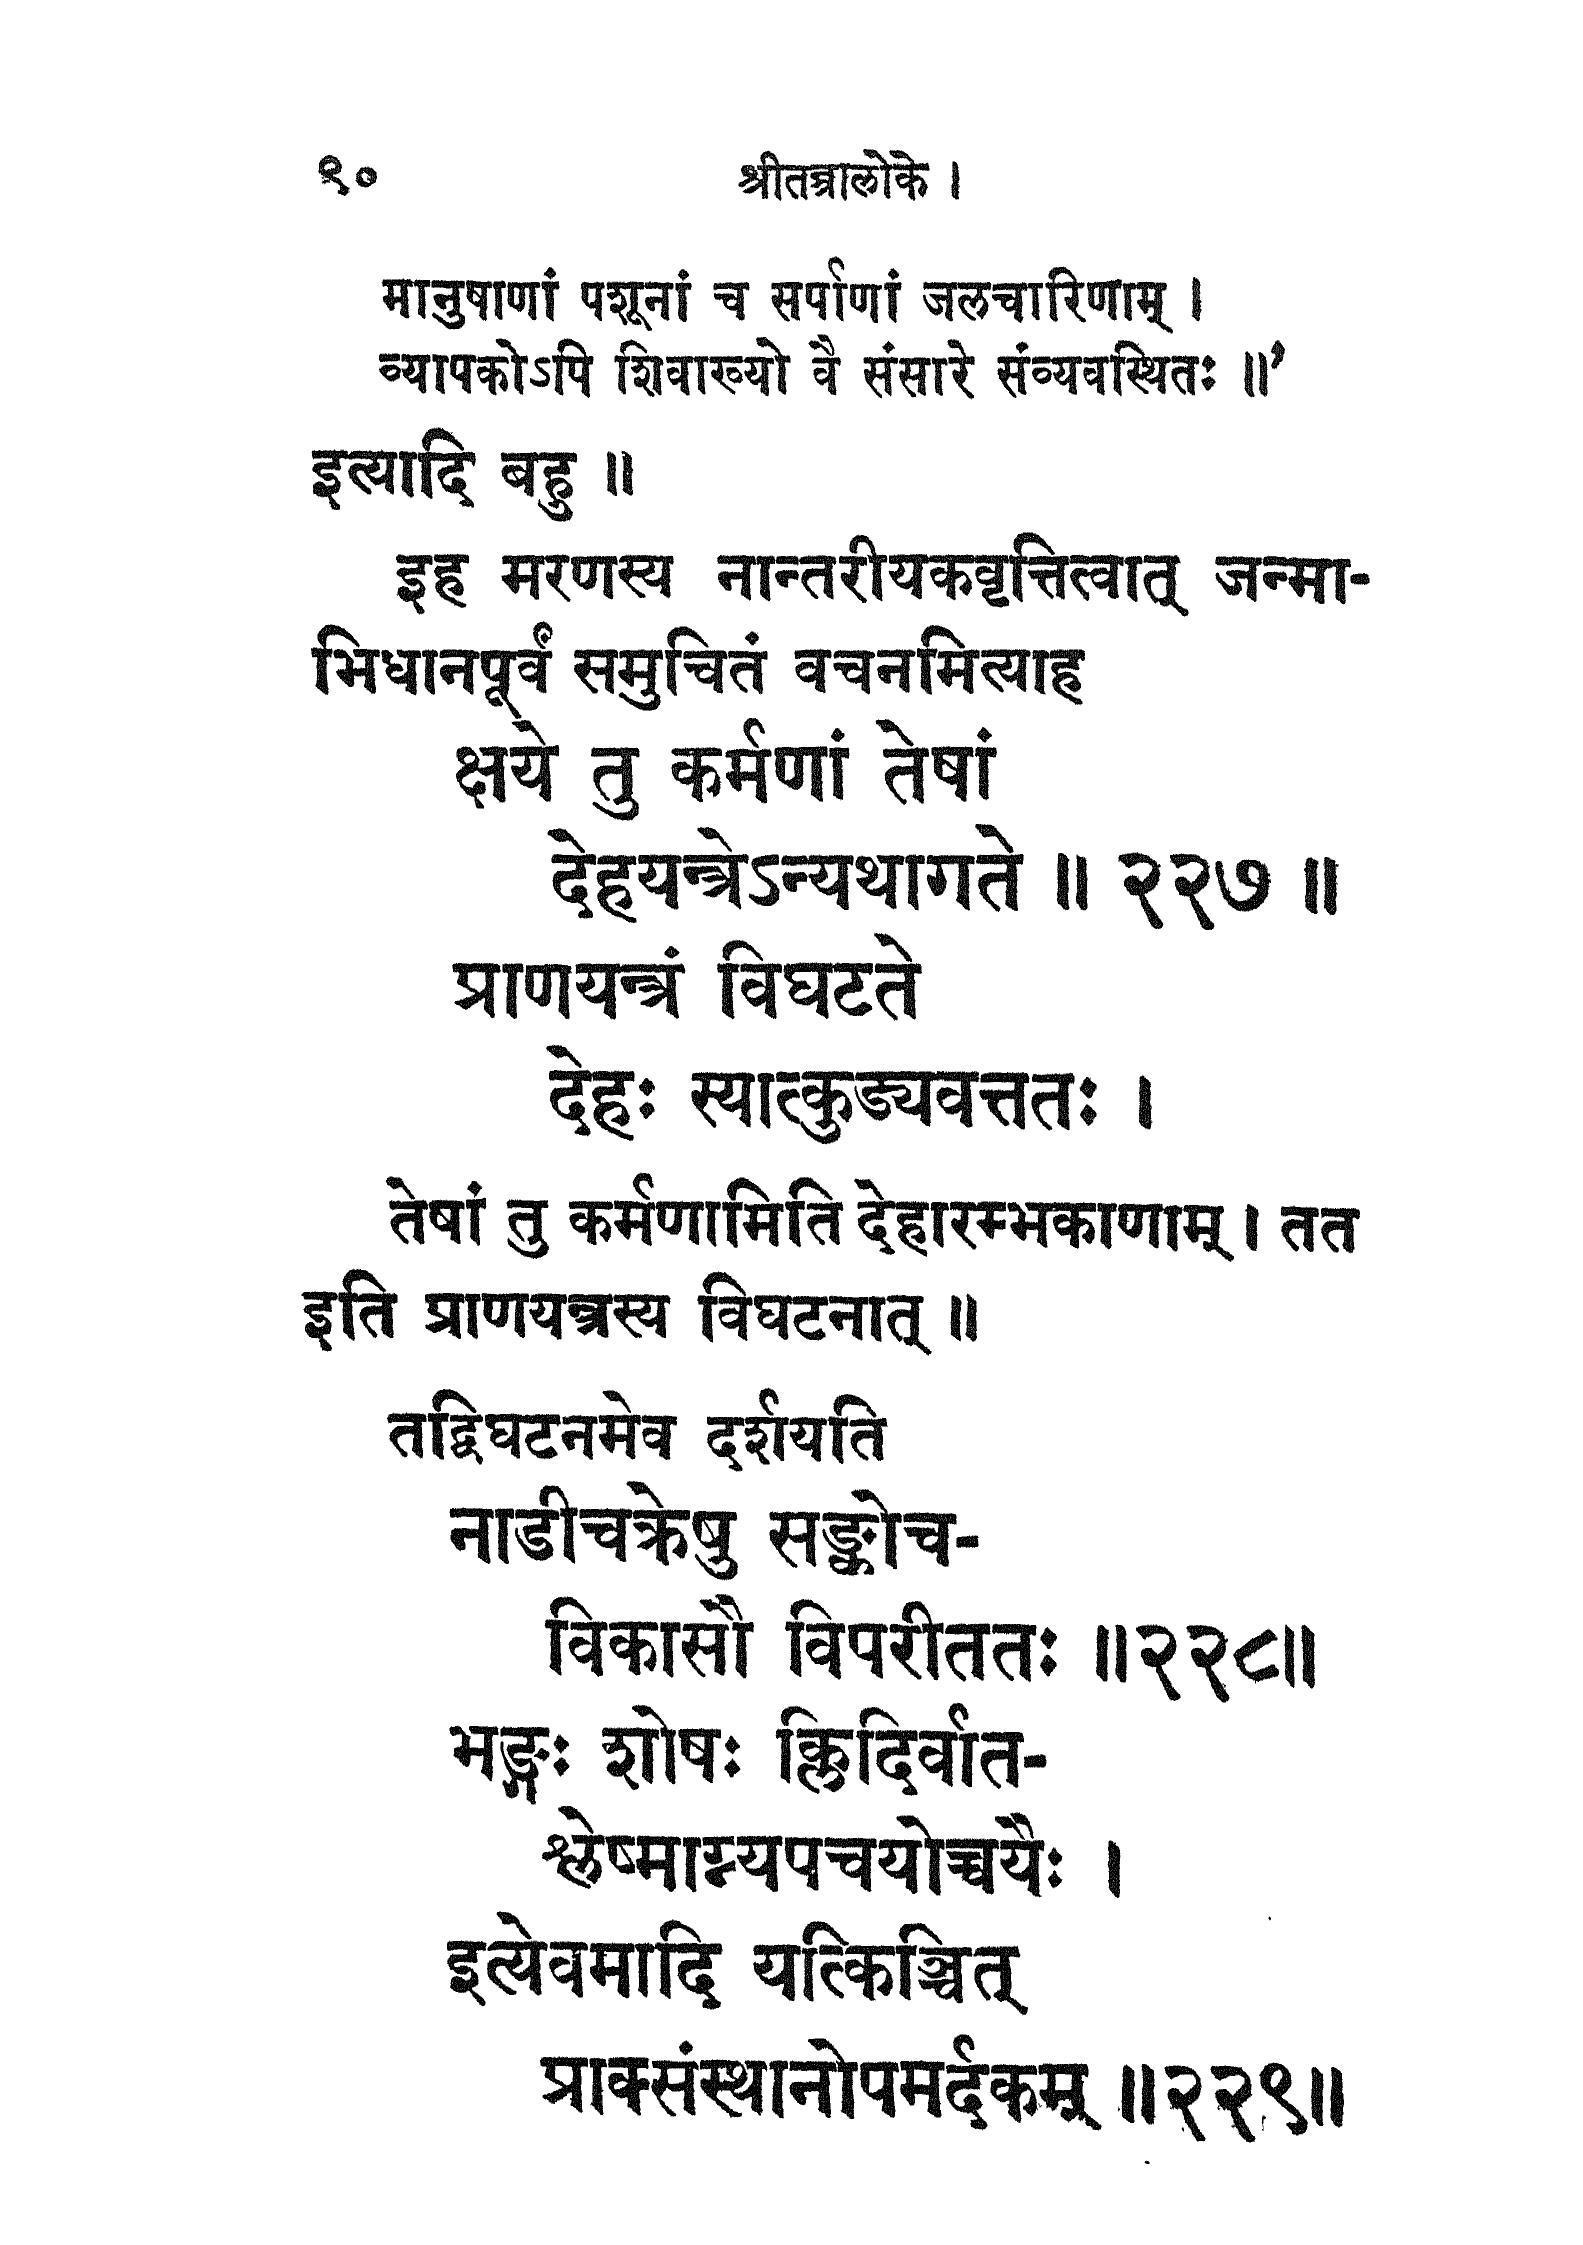 ९०
श्रीतन्त्रालोके ।
मानुषाणां पशूनां च सर्पाणां जलचारिणाम् ।
व्यापकोऽपि शिवाख्यो वै संसारे संव्यवस्थितः ॥’
इत्यादि बहु ॥
इह मरणस्य नान्तरीयकवृत्तित्वात् जन्मा-
भिधानपूर्वं समुचितं वचनमित्याह
क्षये तु कर्मणां तेषां
देहयन्त्रेऽन्यथागते ॥ २२७ ॥
प्राणयन्त्रं विघटते
देहः स्यात्कुड्यवत्ततः ।
तेषां तु कर्मणामिति देहारम्भकाणाम् । तत
इति प्राणयन्त्रस्य विघटनात् ॥
तद्विघटनमेव दर्शयति
नाडीचक्रेषु सङ्कोच-
विकासौ विपरीततः ॥२२८॥
भङ्गः शोषः क्लिदिर्वात-
श्लेष्माग्न्यपचयोच्चयैः ।
इत्येवमादि यत्किञ्चित्
प्राक्संस्थानोपमर्दकम् ॥२२९॥